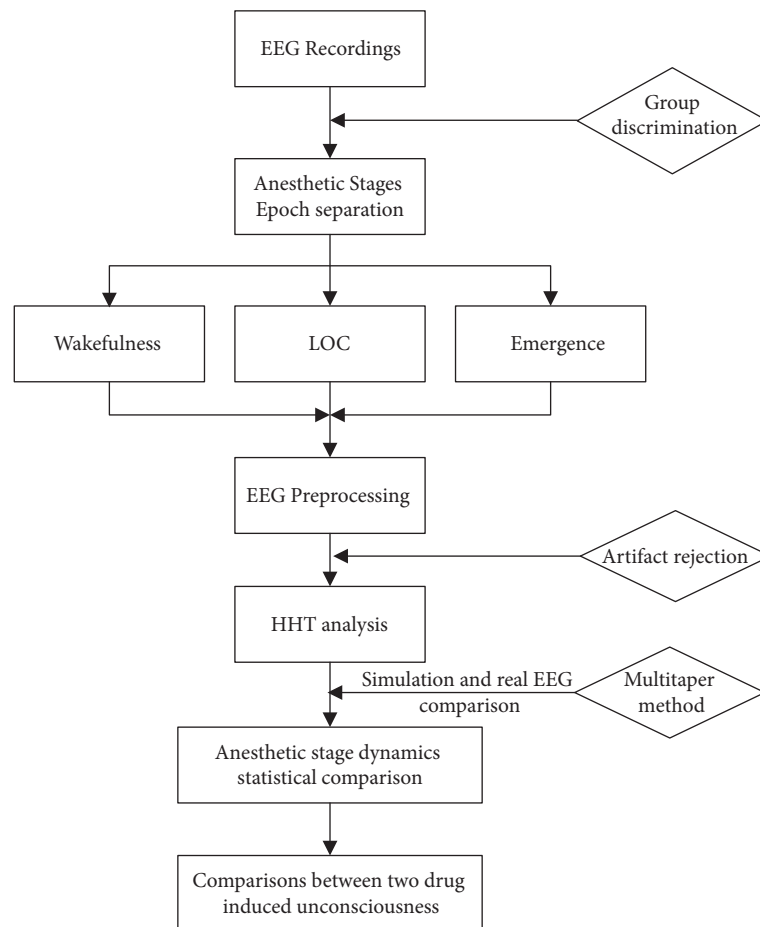 EEG Recordings
Group
discrimination
Anesthetic Stages
Epoch separation
Wakefulness
LOC
Emergence
EEG Preprocessing
Artifact rejection
HHT analysis
Simulation and real EEG
comparison
Multitaper
method
Anesthetic stage dynamics
statistical comparison
Comparisons between two drug
induced unconsciousness